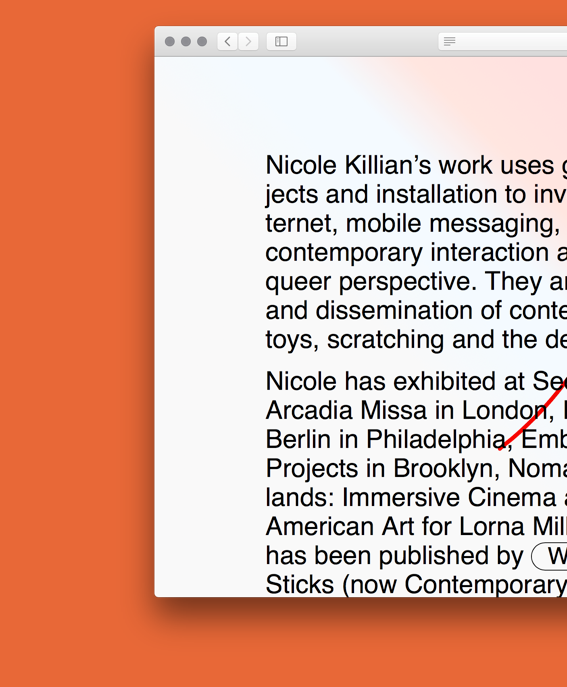 Nicole Killian’s work uses g
jects and installation to inv
ternet, mobile messaging,
contemporary interaction a
queer perspective. They ar
and dissemination of conte
toys, scratching and the de
Nicole has exhibited at Sec
Arcadia Missa in London,
Berlin in Philadelphia, Emb
Projects in Brooklyn, Noma
lands: Immersive Cinema a
American Art for Lorna Mill
has been published by W
Sticks (now Contemporary